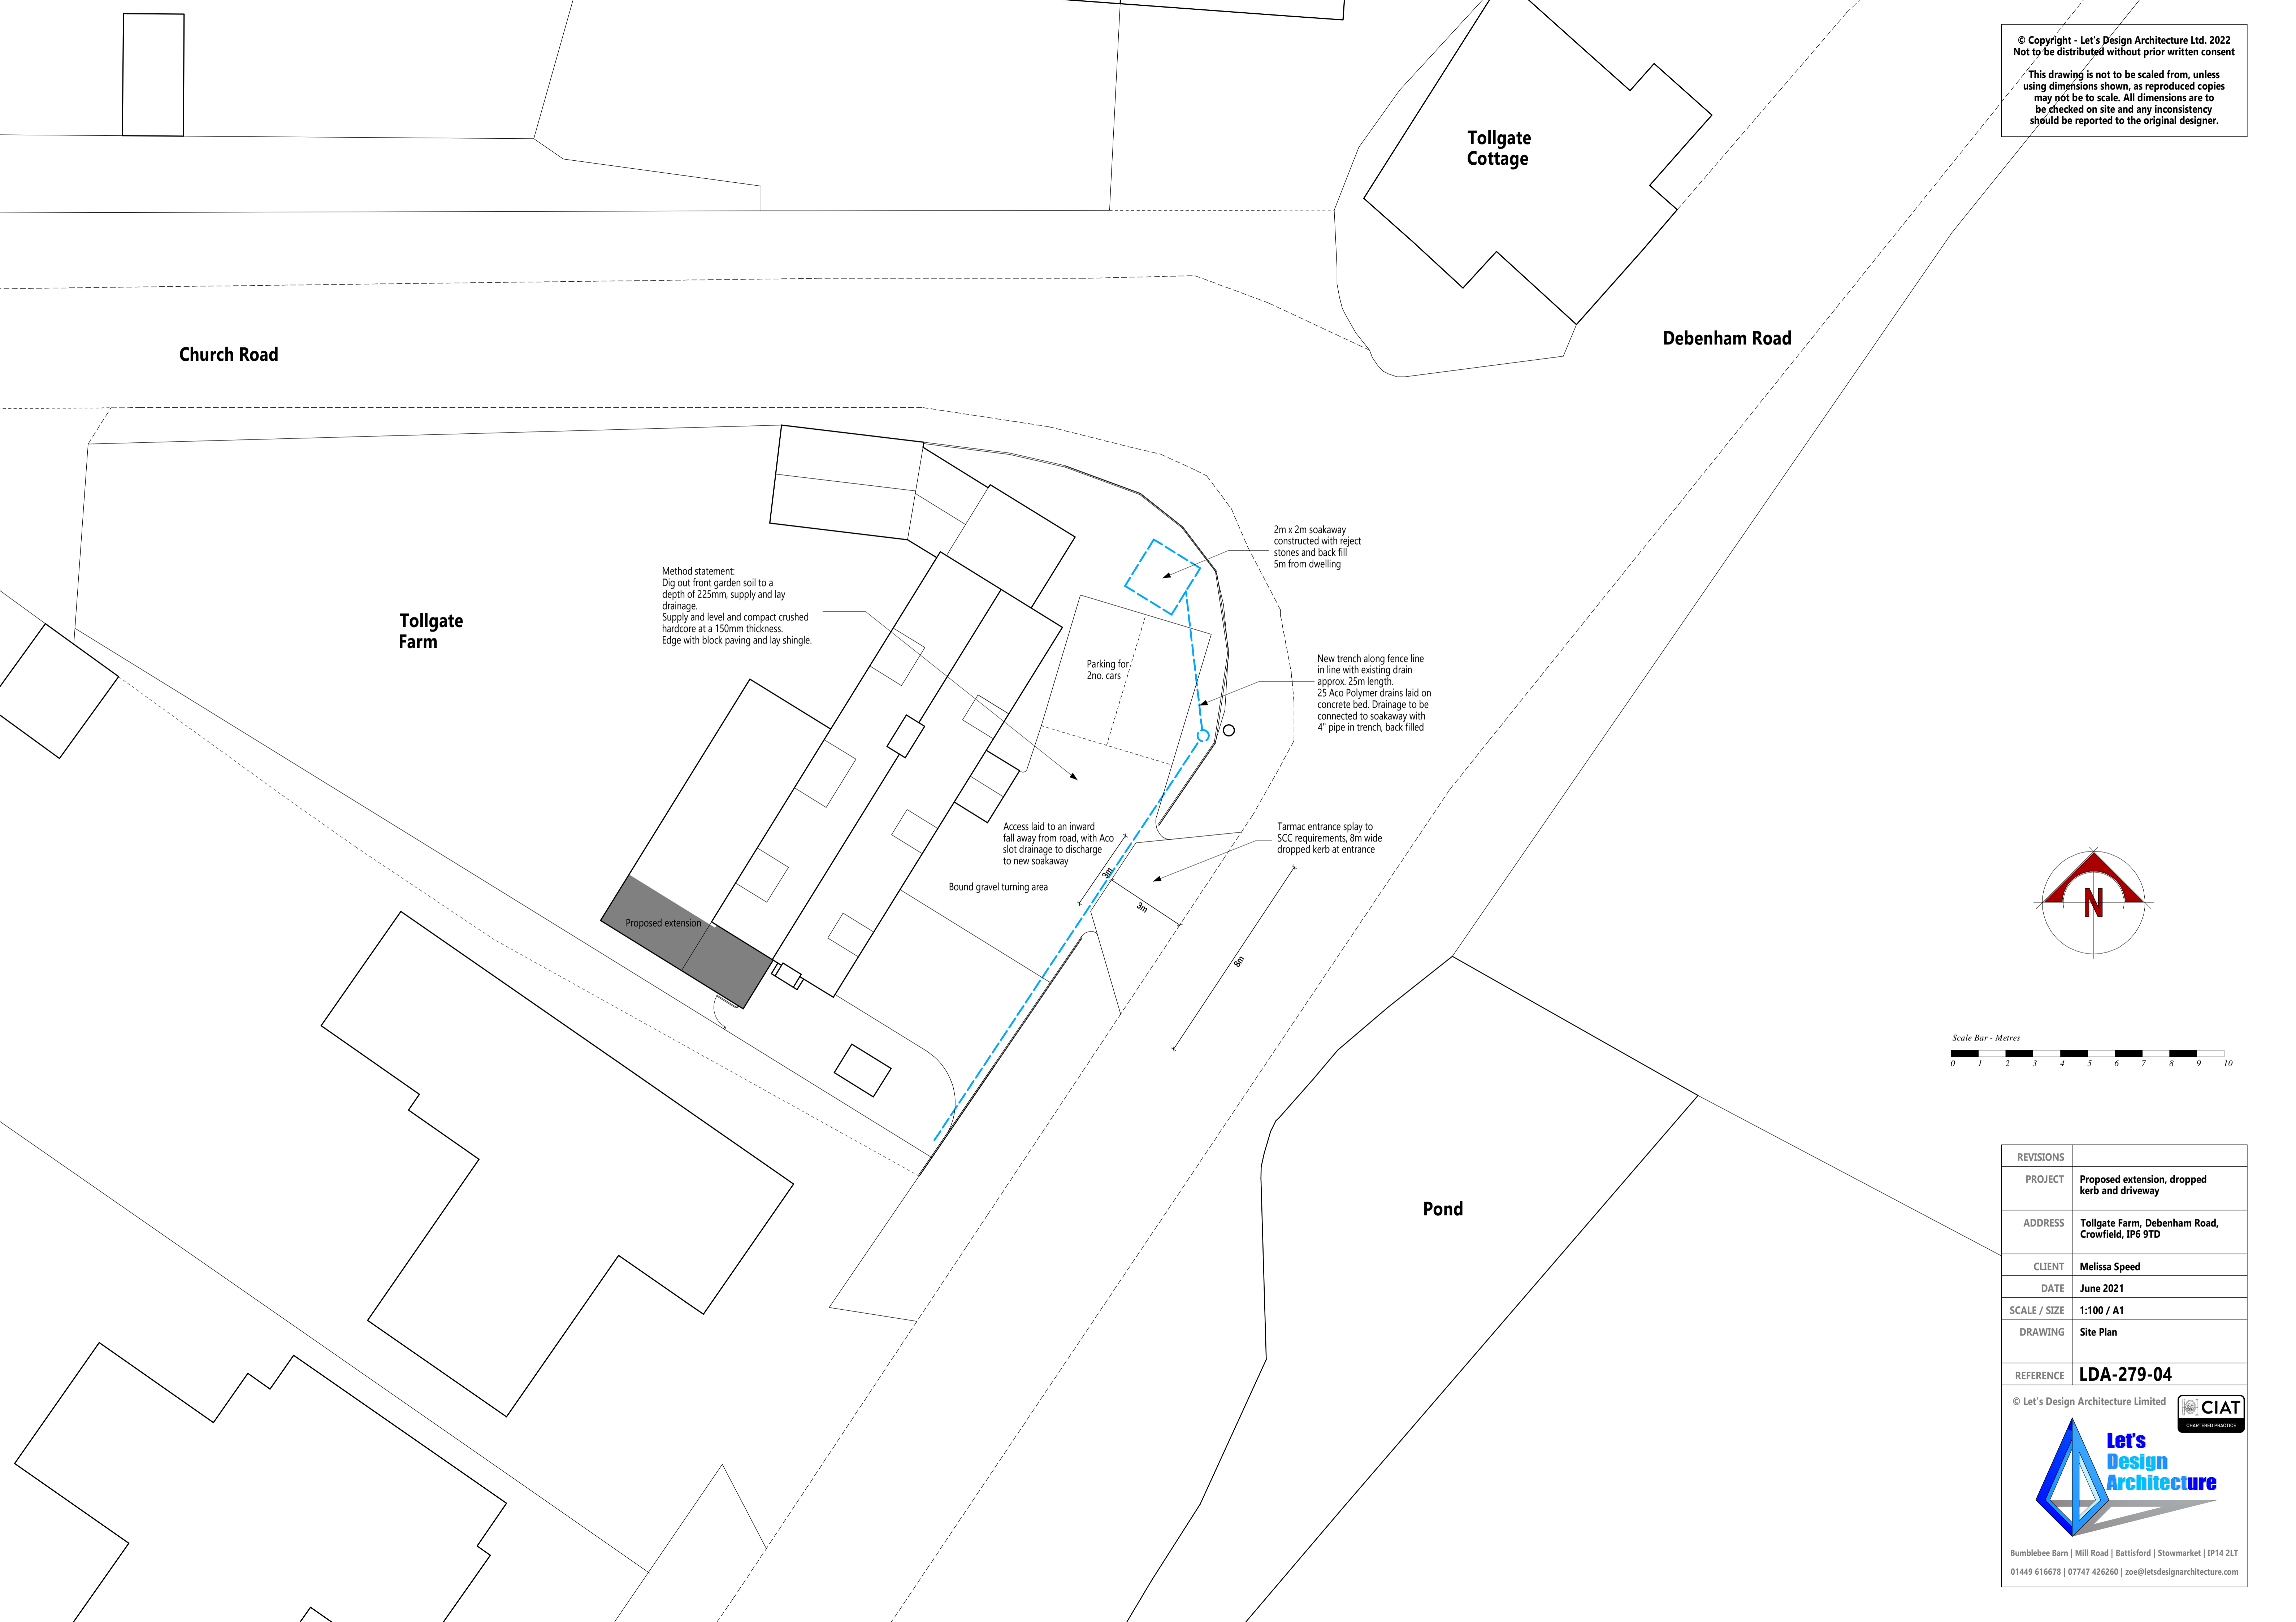 © Copyright - Let's Design Architecture Ltd. 2022
Not to be distributed without prior written consent
This drawing is not to be scaled from, unless
using dimensions shown, as reproduced copies
may not be to scale. All dimensions are to
be checked on site and any inconsistency
should be reported to the original designer.
Tollgate
Cottage
Church Road
Debenham Road
2m x 2m soakaway
constructed with reject
stones and back fill
5m from dwelling
Method statement:
Dig out front garden soil to a
depth of 225mm, supply and lay
drainage.
Supply and level and compact crushed
hardcore at a 150mm thickness.
Edge with block paving and lay shingle.
Tollgate
Farm
Parking for
2no. cars
New trench along fence line
in line with existing drain
approx. 25m length.
25 Aco Polymer drains laid on
concrete bed. Drainage to be
connected to soakaway with
4" pipe in trench, back filled
Access laid to an inward
fall away from road, with Aco
slot drainage to discharge
to new soakaway
Tarmac entrance splay to
SCC requirements, 8m wide
dropped kerb at entrance
3m
Bound gravel turning area
3m
Proposed extension
8m
N
Scale Bar - Metres
0 1 2 3 4 5 6 7 8 9 10
Pond
REVISIONS
PROJECT Proposed extension, dropped
kerb and driveway
ADDRESS Tollgate Farm, Debenham Road,
Crowfield, IP6 9TD
CLIENT Melissa Speed
DATE June 2021
SCALE / SIZE 1:100 / A1
DRAWING Site Plan
REFERENCE LDA-279-04
© Let's Design Architecture Limited
CIAT
CHARTERED PRACTICE
Let's
Design
Architecture
Bumblebee Barn | Mill Road | Battisford | Stowmarket | IP14 2LT
01449 616678 | 07747 426260 | zoe@letsdesignarchitecture.com